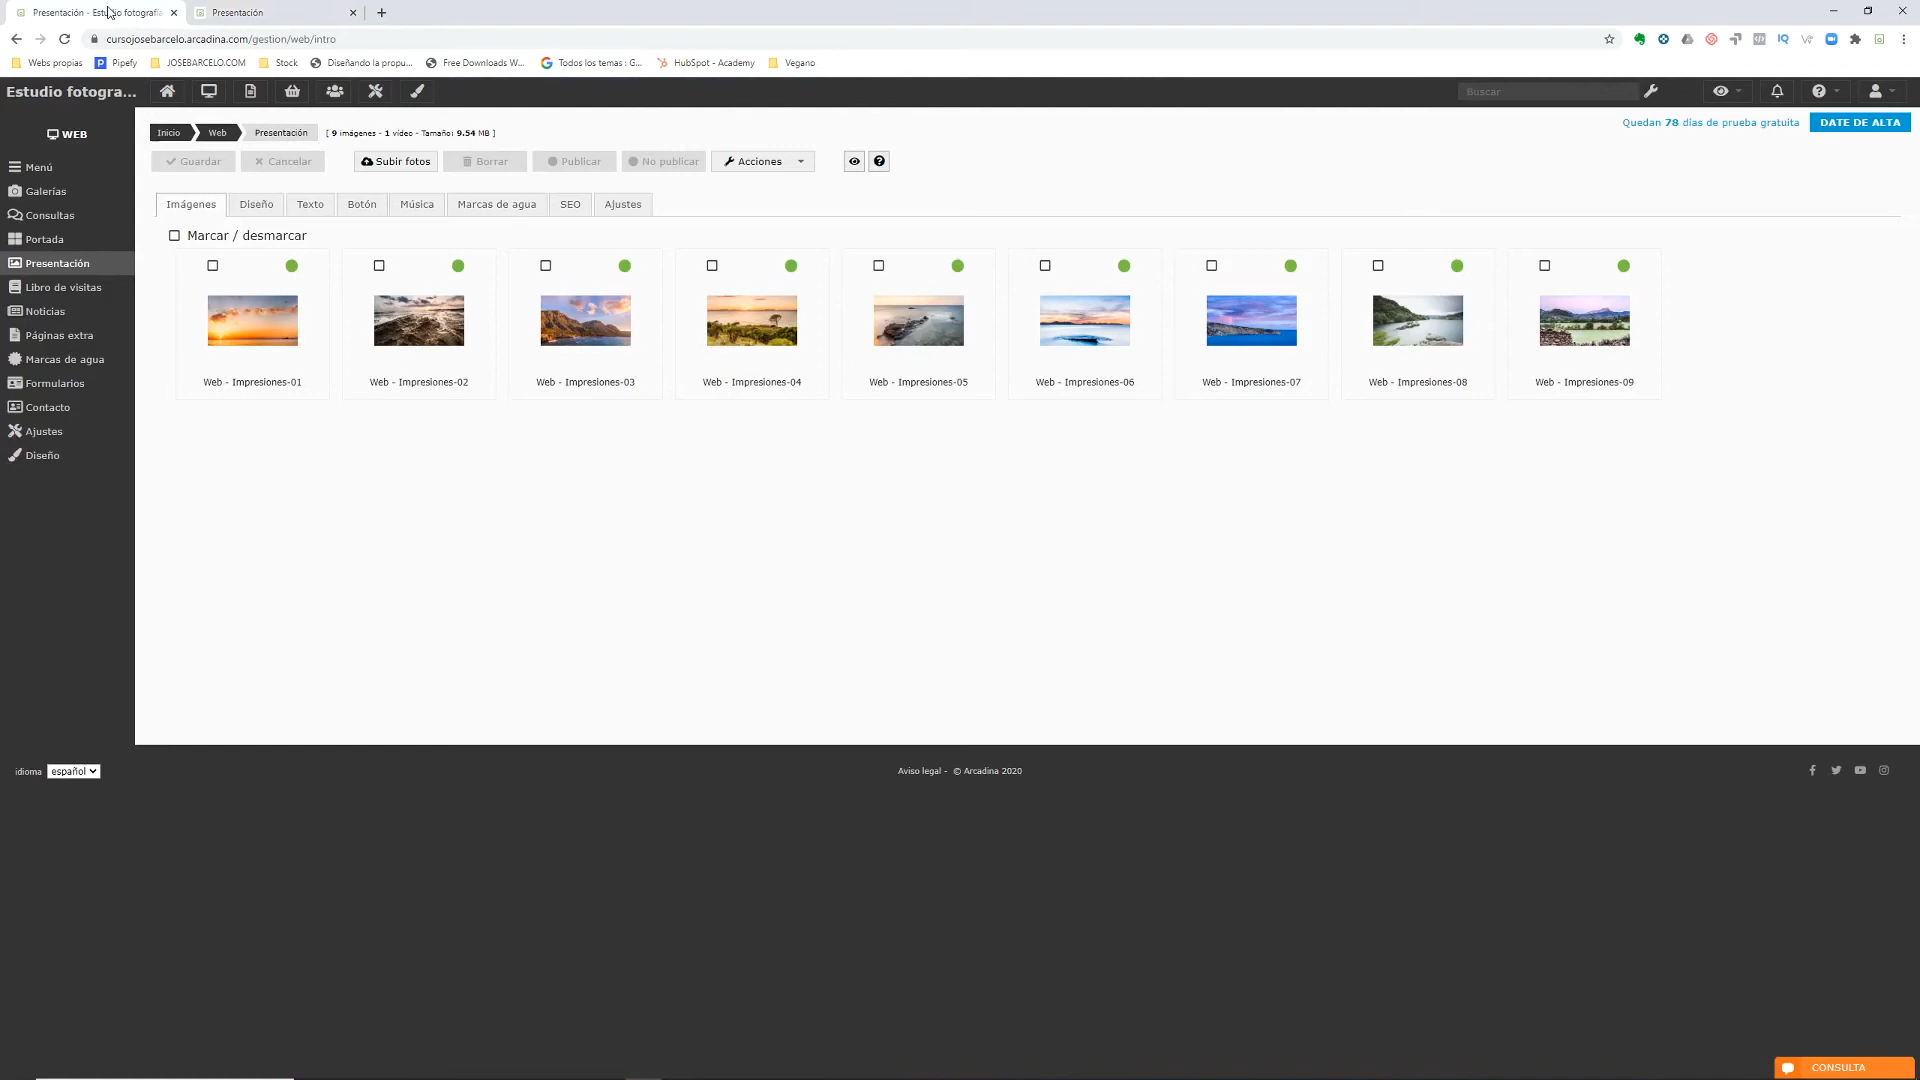 Presentación - Estudio fotografía
Presentación
cursojosebarcelo.arcadina.com/gestion/web/intro
Webs propias
Pipefy
JOSEBARCELO.COM
Stock
Diseñando la propu...
Free Downloads W...
Todos los temas : G...
HubSpot - Academy
Vegano
Estudio fotogra...
Buscar
WEB
Menú
Galerías
Consultas
Portada
Presentación
Libro de visitas
Noticias
Páginas extra
Marcas de agua
Formularios
Contacto
Ajustes
Diseño
Inicio
Web
Presentación
[ 9 imágenes - 1 vídeo - Tamaño: 9.54 MB ]
Quedan 78 días de prueba gratuita
DATE DE ALTA
Guardar
Cancelar
Subir fotos
Borrar
Publicar
No publicar
Acciones
Imágenes
Diseño
Texto
Botón
Música
Marcas de agua
SEO
Ajustes
Marcar / desmarcar
Web - Impresiones-01
Web - Impresiones-02
Web - Impresiones-03
Web - Impresiones-04
Web - Impresiones-05
Web - Impresiones-06
Web - Impresiones-07
Web - Impresiones-08
Web - Impresiones-09
idioma español
Aviso legal - © Arcadina 2020
CONSULTA